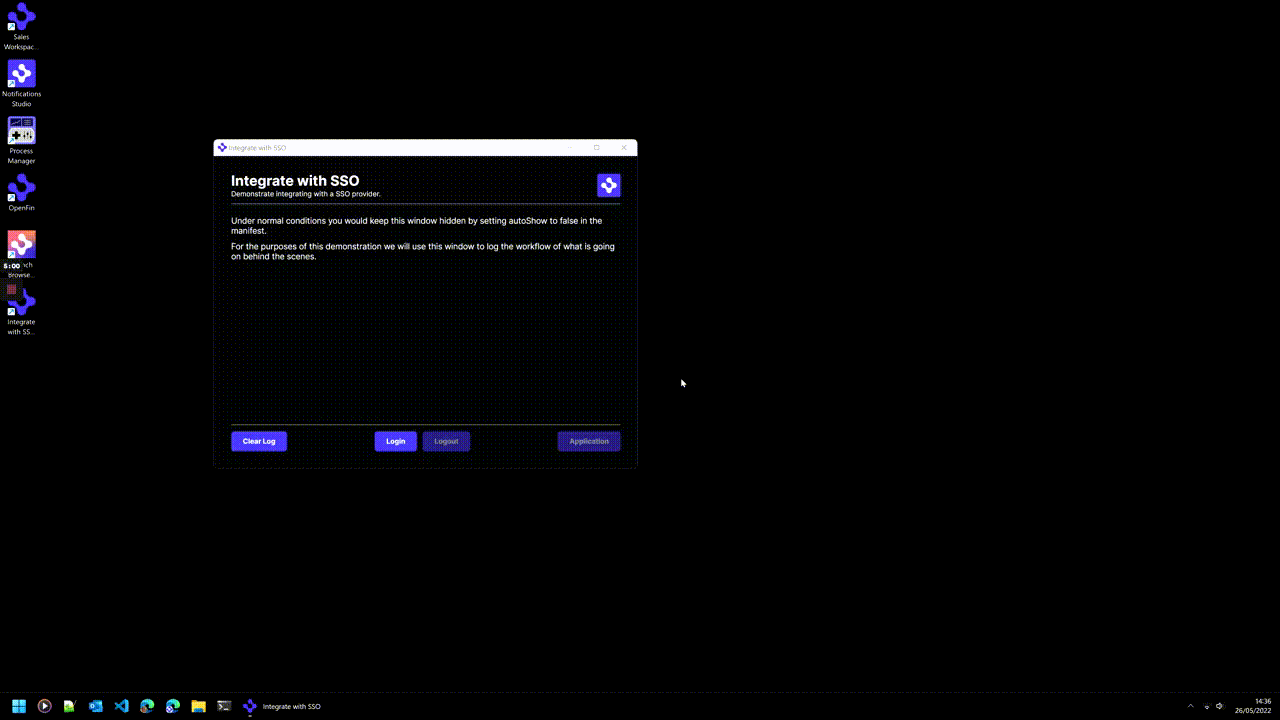 Sales
Workspac...
Notifications
Studio
Process
Manager
OpenFin
Browse...
5:00
Integrate
with SS...
Integrate with SSO
Integrate with SSO
Demonstrate integrating with a SSO provider.
Under normal conditions you would keep this window hidden by setting autoShow to false in the
manifest.
For the purposes of this demonstration we will use this window to log the workflow of what is going
on behind the scenes.
Clear Log
Login
Logout
Application
Integrate with SSO
14:36
26/05/2022